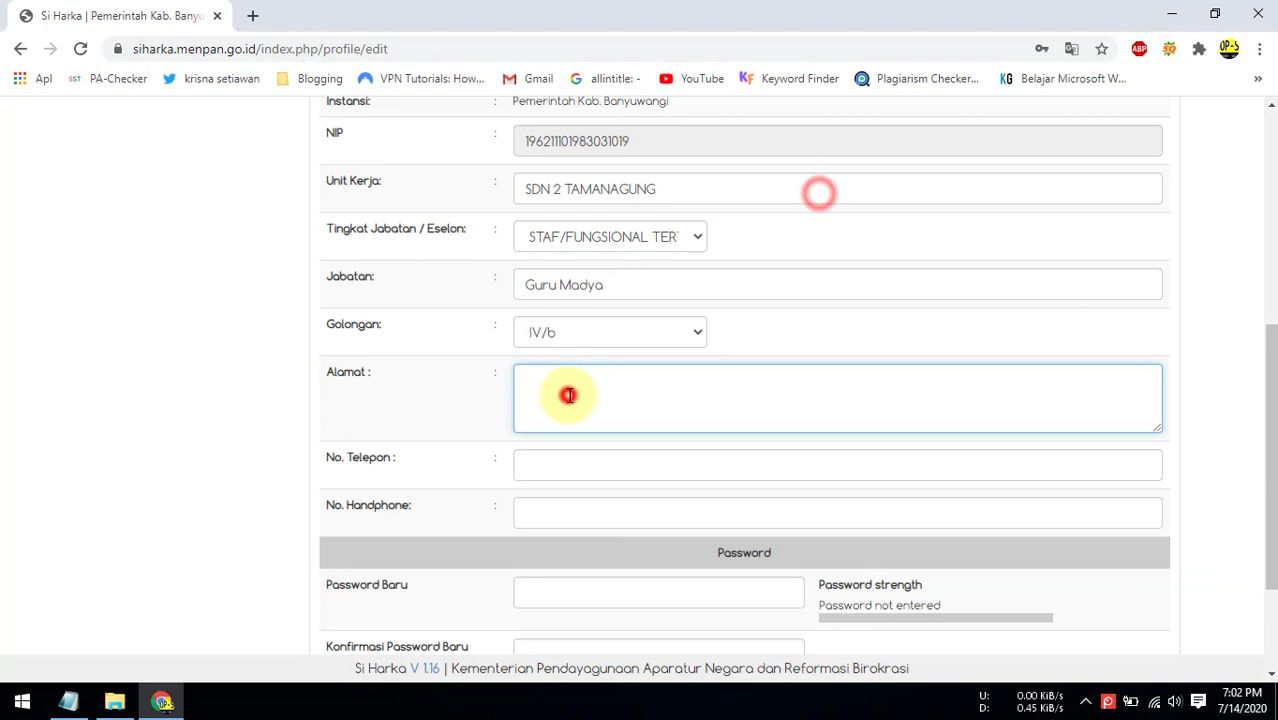 Si Harka | Pemerintah Kab. Banyu
siharka.menpan.go.id/index.php/profile/edit
Apl
PA-Checker
krisna setiawan
Blogging
VPN Tutorials: How...
Gmail
allintitle: -
YouTube
Keyword Finder
Plagiarism Checker...
Belajar Microsoft W...
»
Instansi: : Pemerintah Kab. Banyuwangi
NIP : 196211101983031019
Unit Kerja: : SDN 2 TAMANAGUNG
Tingkat Jabatan / Eselon: : STAF/FUNGSIONAL TER
Jabatan: : Guru Madya
Golongan: : IV/b
Alamat : :
No. Telepon : :
No. Handphone: :
Password
Password Baru
Password strength
Password not entered
Konfirmasi Password Baru
Si Harka V 1.16 | Kementerian Pendayagunaan Aparatur Negara dan Reformasi Birokrasi
U: 0.00 KiB/s
D: 0.45 KiB/s
7:02 PM
7/14/2020